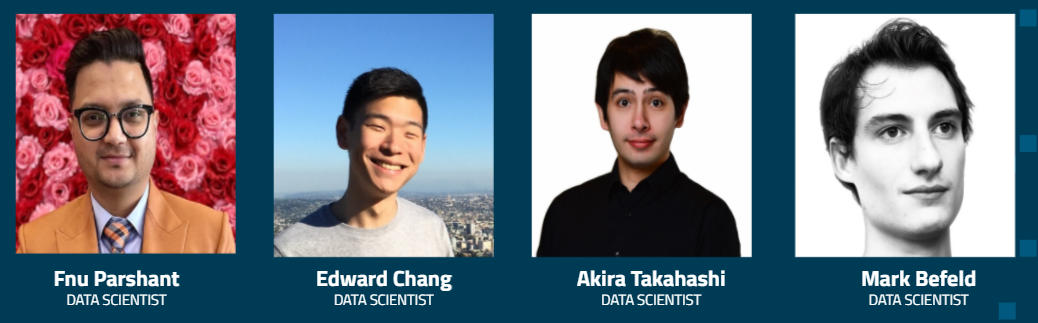 Fnu Parshant
DATA SCIENTIST
Edward Chang
DATA SCIENTIST
Akira Takahashi
DATA SCIENTIST
Mark Befeld
DATA SCIENTIST